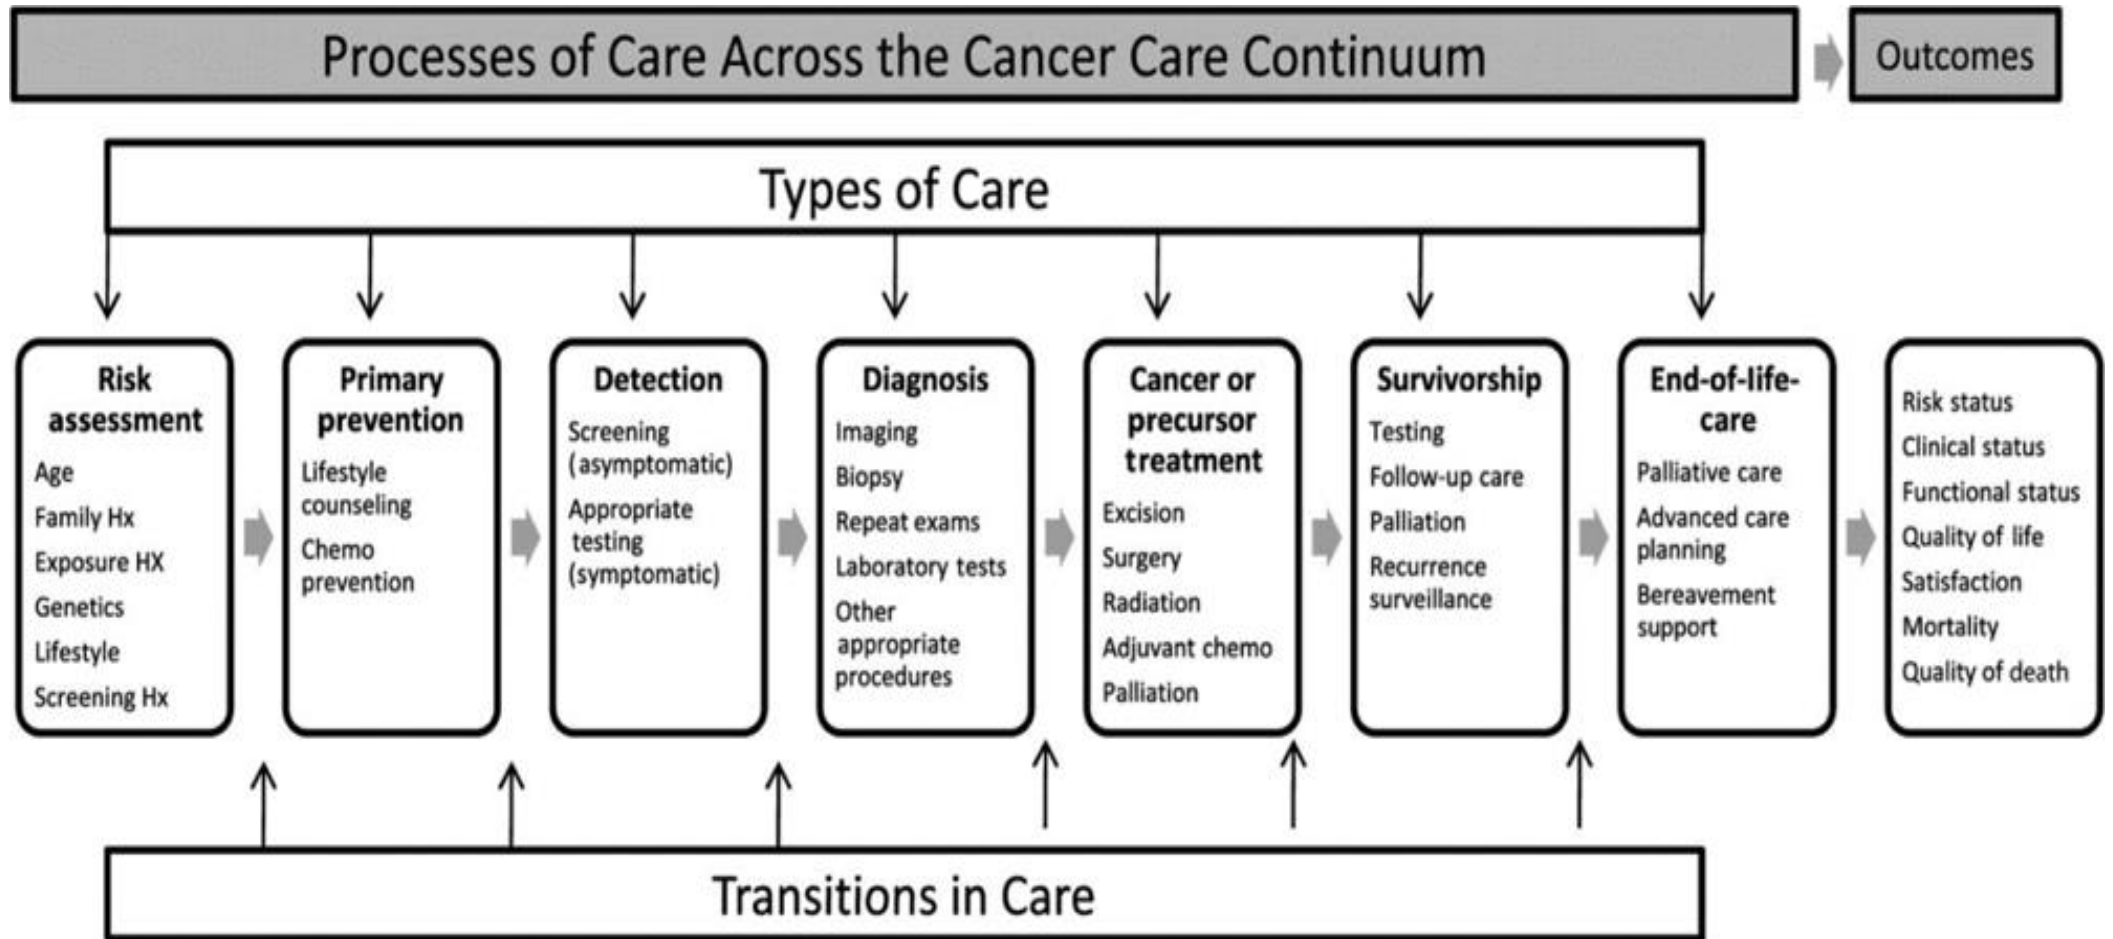 Processes of Care Across the Cancer Care Continuum
Outcomes
Types of Care
Risk
assessment
Age
Family Hx
Exposure HX
Genetics
Lifestyle
Screening Hx
Primary
prevention
Lifestyle
counseling
Chemo
prevention
Detection
Screening
(asymptomatic)
Appropriate
testing
(symptomatic)
Diagnosis
Imaging
Biopsy
Repeat exams
Laboratory tests
Other
appropriate
procedures
Cancer or
precursor
treatment
Excision
Surgery
Radiation
Adjuvant chemo
Palliation
Survivorship
Testing
Follow-up care
Palliation
Recurrence
surveillance
End-of-life-
care
Palliative care
Advanced care
planning
Bereavement
support
Risk status
Clinical status
Functional status
Quality of life
Satisfaction
Mortality
Quality of death
Transitions in Care